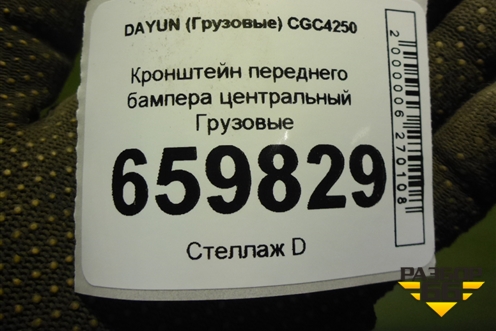 DAYUN (Грузовые) CGC4250
Кронштейн переднего
бампера центральный
Грузовые
659829
Стеллаж D
2000006270108